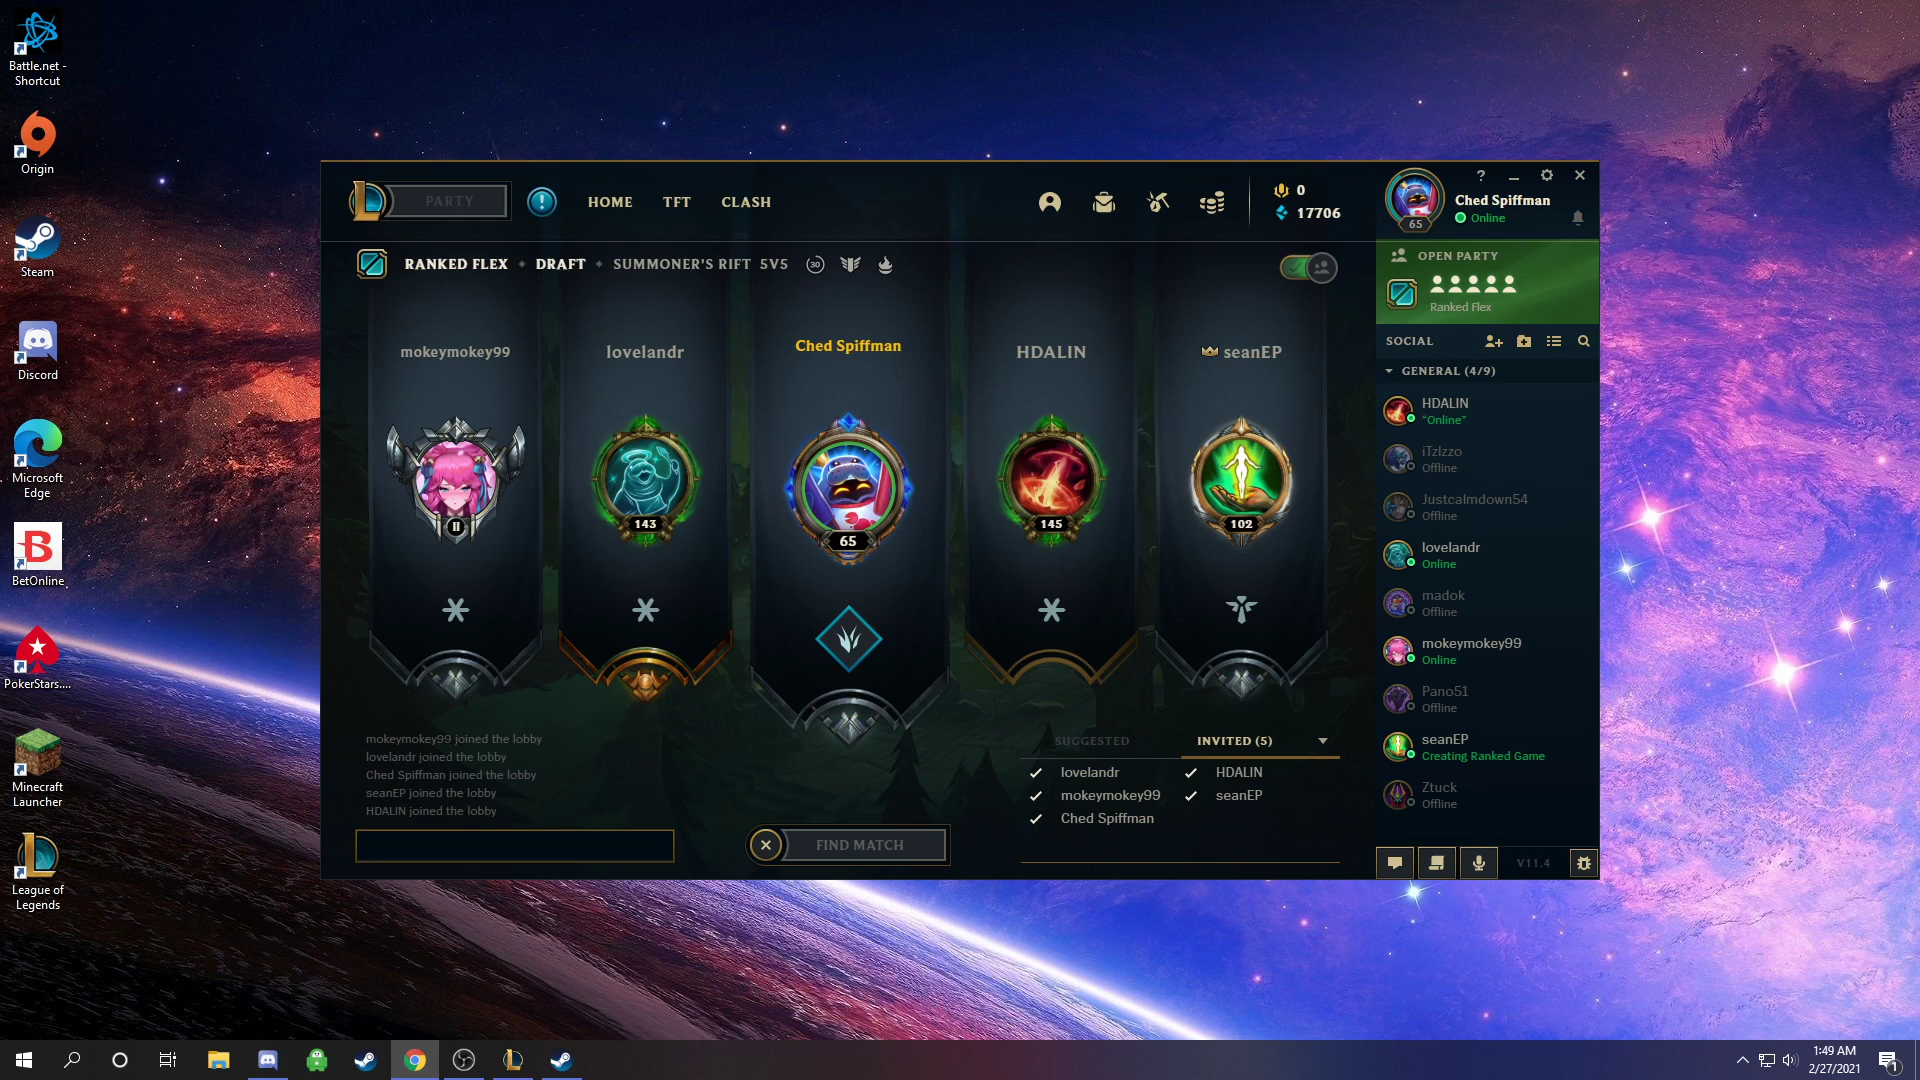 Battle.net -
Shortcut
Origin
Steam
Discord
Microsoft
Edge
BetOnline
PokerStars....
Minecraft
Launcher
League of
Legends
PARTY
HOME
TFT
CLASH
0
17706
65
Ched Spiffman
Online
RANKED FLEX
DRAFT
SUMMONER'S RIFT 5V5
30
OPEN PARTY
Ranked Flex
SOCIAL
GENERAL (4/9)
HDALIN
"Online"
iTzIzzo
Offline
Justcalmdown54
Offline
lovelandr
Online
madok
Offline
mokeymokey99
Online
Pano51
Offline
seanEP
Creating Ranked Game
Ztuck
Offline
V11.4
mokeymokey99
lovelandr
Ched Spiffman
HDALIN
seanEP
II
143
65
145
102
mokeymokey99 joined the lobby
lovelandr joined the lobby
Ched Spiffman joined the lobby
seanEP joined the lobby
HDALIN joined the lobby
FIND MATCH
SUGGESTED
INVITED (5)
lovelandr
HDALIN
mokeymokey99
seanEP
Ched Spiffman
1:49 AM
2/27/2021
1